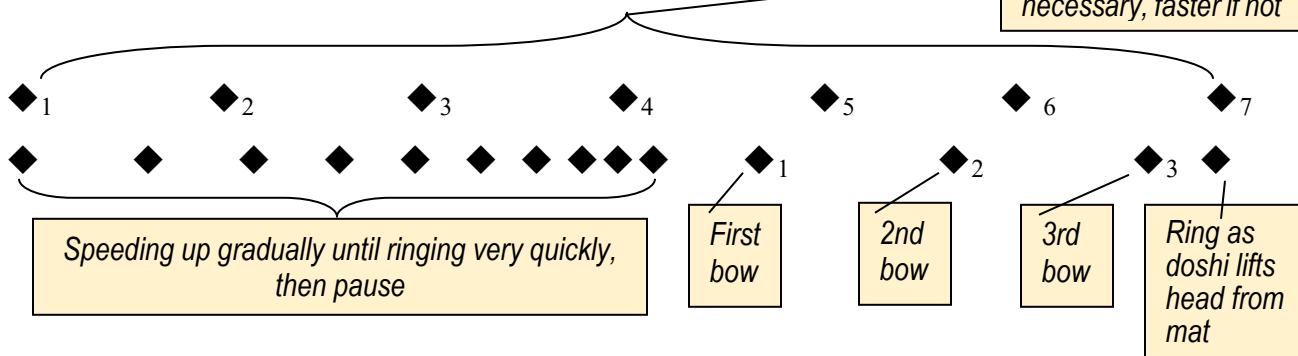 necessary, faster if not
◆1 ◆2 ◆3 ◆4 ◆5 ◆6 ◆7
◆ ◆ ◆ ◆ ◆ ◆ ◆ ◆ ◆ ◆ ◆1 ◆2 ◆3 ◆
Speeding up gradually until ringing very quickly,
then pause
First
bow
2nd
bow
3rd
bow
Ring as
doshi lifts
head from
mat